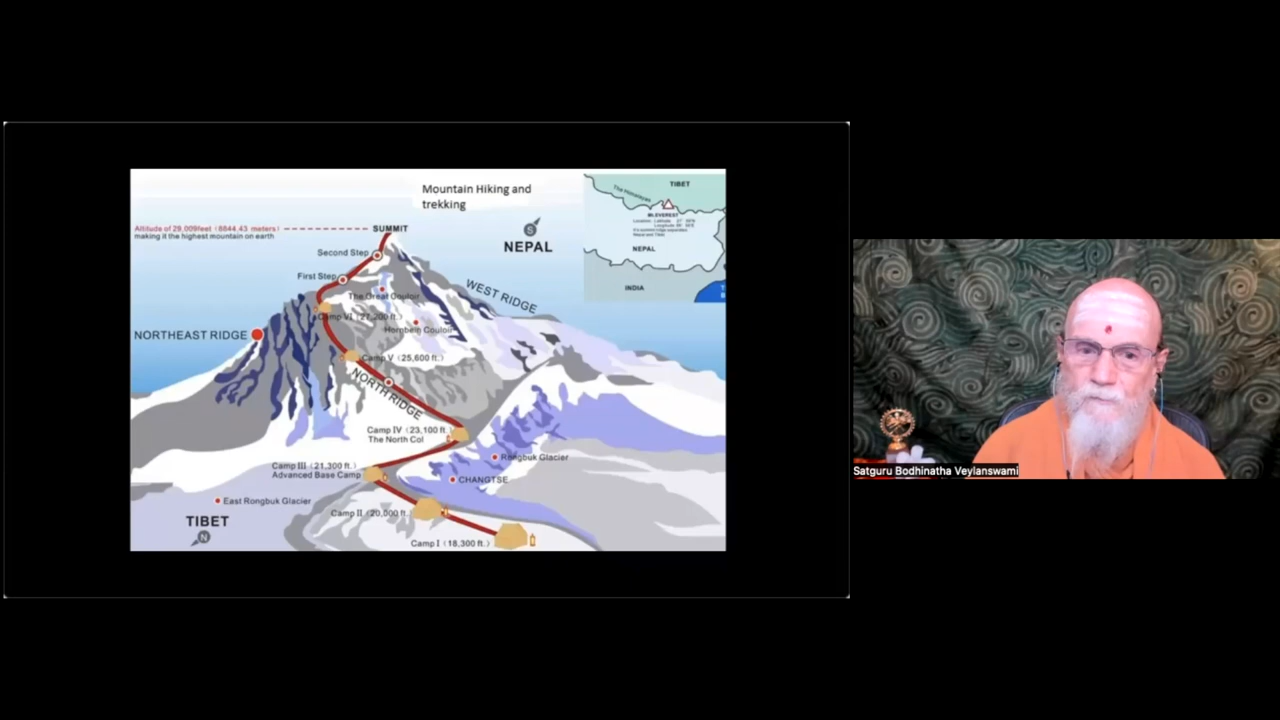 Mountain Hiking and
trekking
Altitude of 29,009feet (8844.43 meters)
making it the highest mountain on earth
SUMMIT
NEPAL
S
Second Step
First Step
The Great Couloir
WEST RIDGE
Camp VI (27,200 ft.)
Hornbein Couloir
NORTHEAST RIDGE
Camp V (25,600 ft.)
NORTH RIDGE
Camp IV (23,100 ft.
The North Col
Camp III (21,300 ft.)
Advanced Base Camp
Rongbuk Glacier
CHANGTSE
East Rongbuk Glacier
Camp II (20,000 ft.)
TIBET
N
Camp I (18,300 ft.)
TIBET
The Himalayas
Mt.EVEREST
NEPAL
INDIA
Satguru Bodhinatha Veylanswami